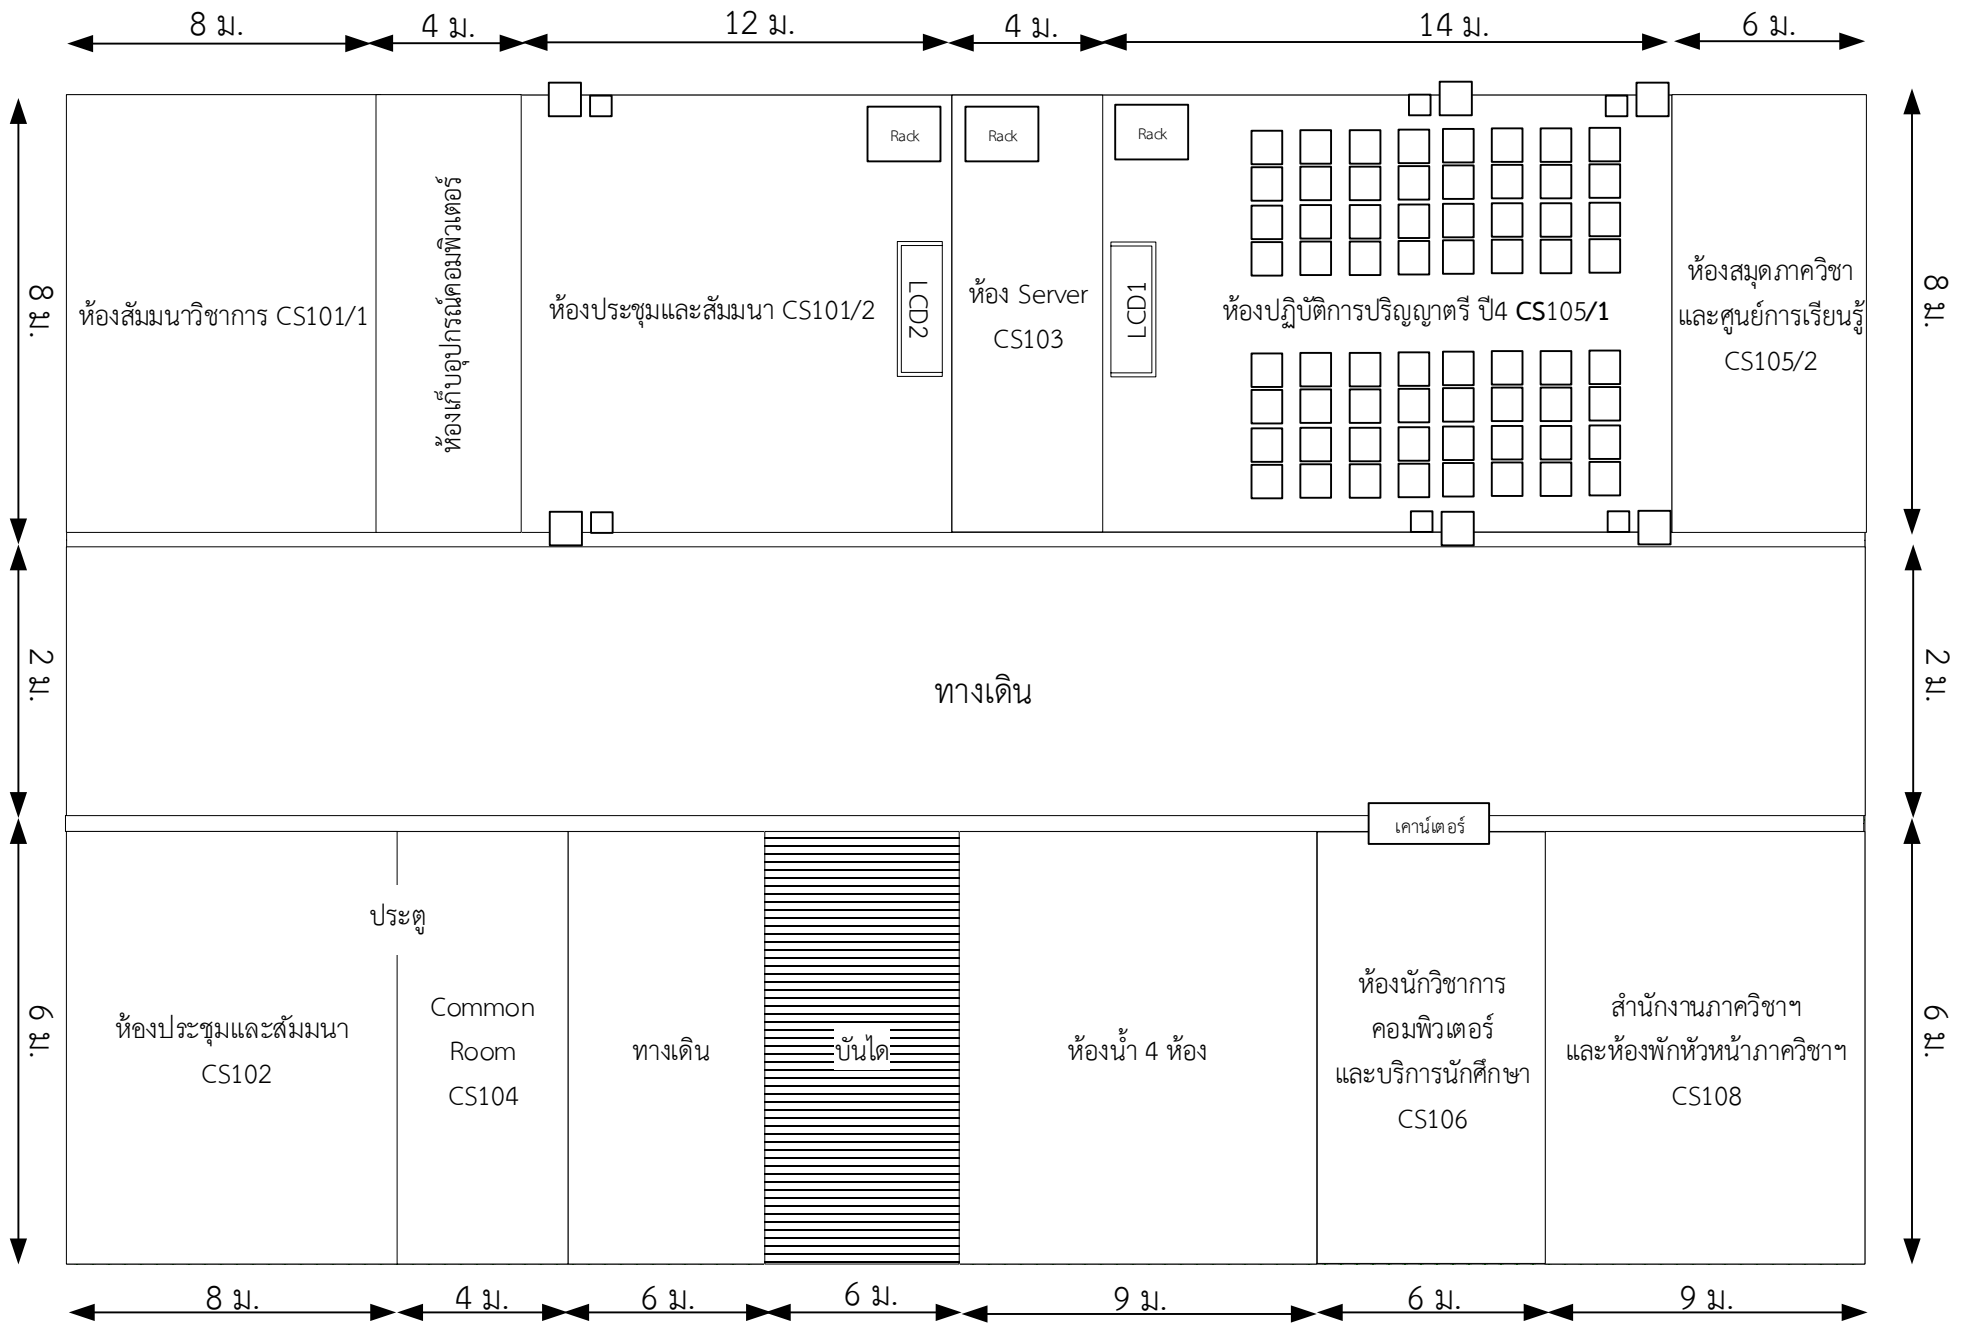 8 ม.
4 ม.
12 ม.
4 ม.
14 ม.
6 ม.
Rack
Rack
Rack
8 ม.
ห้องสัมมนาวิชาการ CS101/1
ห้องเก็บอุปกรณ์คอมพิวเตอร์
ห้องประชุมและสัมมนา CS101/2
LCD2
ห้อง Server
CS103
LCD1
ห้องปฏิบัติการปริญญาตรี ปี4 CS105/1
ห้องสมุดภาควิชา
และศูนย์การเรียนรู้
CS105/2
8 ม.
2 ม.
ทางเดิน
2 ม.
เคาน์เตอร์
6 ม.
ห้องประชุมและสัมมนา
CS102
ประตู
Common
Room
CS104
ทางเดิน
บันได
ห้องน้ำ 4 ห้อง
ห้องนักวิชาการ
คอมพิวเตอร์
และบริการนักศึกษา
CS106
สำนักงานภาควิชาฯ
และห้องพักหัวหน้าภาควิชาฯ
CS108
6 ม.
8 ม.
4 ม.
6 ม.
6 ม.
9 ม.
6 ม.
9 ม.